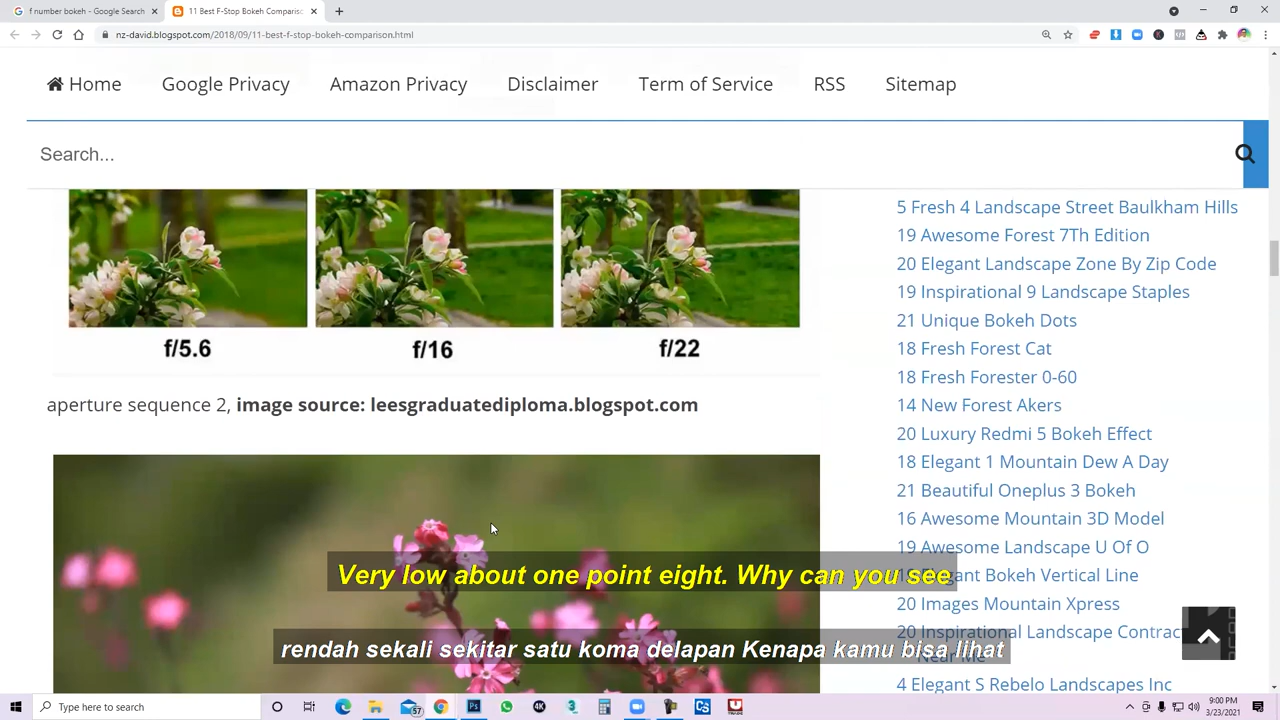 f number bokeh - Google Search
11 Best F-Stop Bokeh Comparison
nz-david.blogspot.com/2018/09/11-best-f-stop-bokeh-comparison.html
Home Google Privacy Amazon Privacy Disclaimer Term of Service RSS Sitemap
Search...
f/5.6 f/16 f/22
aperture sequence 2, image source: leesgraduatediploma.blogspot.com
5 Fresh 4 Landscape Street Baulkham Hills
19 Awesome Forest 7Th Edition
20 Elegant Landscape Zone By Zip Code
19 Inspirational 9 Landscape Staples
21 Unique Bokeh Dots
18 Fresh Forest Cat
18 Fresh Forester 0-60
14 New Forest Akers
20 Luxury Redmi 5 Bokeh Effect
18 Elegant 1 Mountain Dew A Day
21 Beautiful Oneplus 3 Bokeh
16 Awesome Mountain 3D Model
19 Awesome Landscape U Of O
Elegant Bokeh Vertical Line
20 Images Mountain Xpress
20 Inspirational Landscape Contrac
Near Me
4 Elegant S Rebelo Landscapes Inc
Very low about one point eight. Why can you see
rendah sekali sekitar satu koma delapan Kenapa kamu bisa lihat
Type here to search
57
9:00 PM
3/23/2021